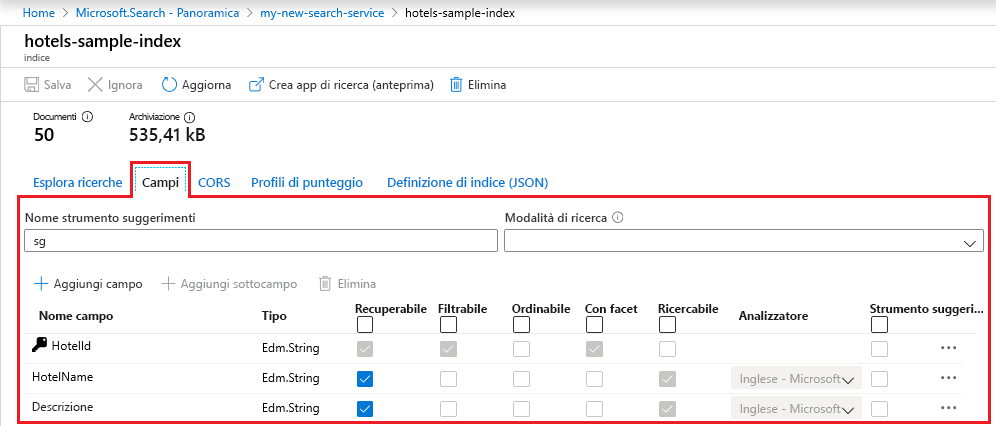 Home > Microsoft.Search - Panoramica > my-new-search-service > hotels-sample-index
hotels-sample-index
indice
Salva Ignora Aggiorna Crea app di ricerca (anteprima) Elimina
Documenti Archiviazione
50 535,41 kB
Esplora ricerche Campi CORS Profili di punteggio Definizione di indice (JSON)
Nome strumento suggerimenti Modalità di ricerca
sg
Aggiungi campo Aggiungi sottocampo Elimina
Nome campo Tipo Recuperabile Filtrabile Ordinabile Con facet Ricercabile Analizzatore Strumento suggeri...
HotelId Edm.String
HotelName Edm.String Inglese - Microsoft
Descrizione Edm.String Inglese - Microsoft